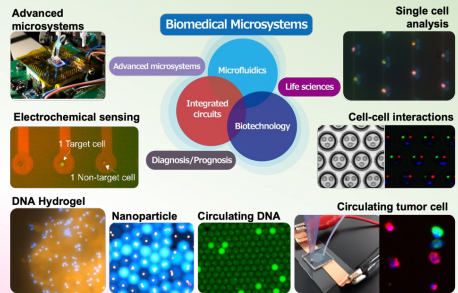 Advanced
microsystems
Biomedical Microsystems
Single cell
analysis
Advanced microsystems
Microfluidics
Life sciences
Integrated
circuits
Biotechnology
Diagnosis/Prognosis
Electrochemical sensing
1 Target cell
1 Non-target cell
Cell-cell interactions
DNA Hydrogel
Nanoparticle
Circulating DNA
Circulating tumor cell